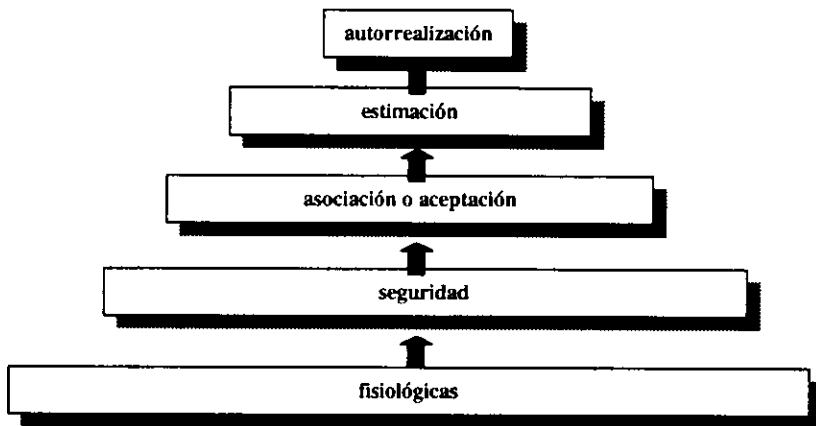 autorrealización
estimación
asociación o aceptación
seguridad
fisiológicas